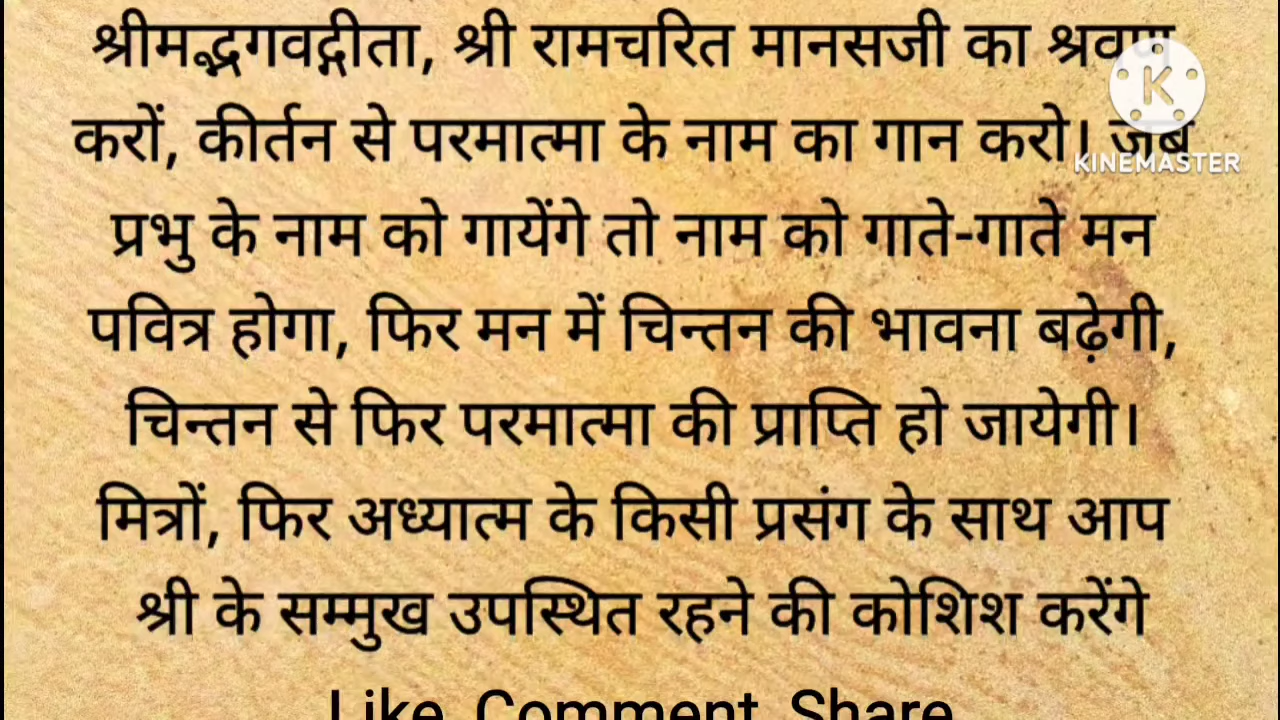 श्रीमद्भगवद्गीता, श्री रामचरित मानसजी का श्रवण
करों, कीर्तन से परमात्मा के नाम का गान करो। जब
KINEMASTER
प्रभु के नाम को गायेंगे तो नाम को गाते-गाते मन
पवित्र होगा, फिर मन में चिन्तन की भावना बढ़ेगी,
चिन्तन से फिर परमात्मा की प्राप्ति हो जायेगी।
मित्रों, फिर अध्यात्म के किसी प्रसंग के साथ आप
श्री के सम्मुख उपस्थित रहने की कोशिश करेंगे
Like Comment Share